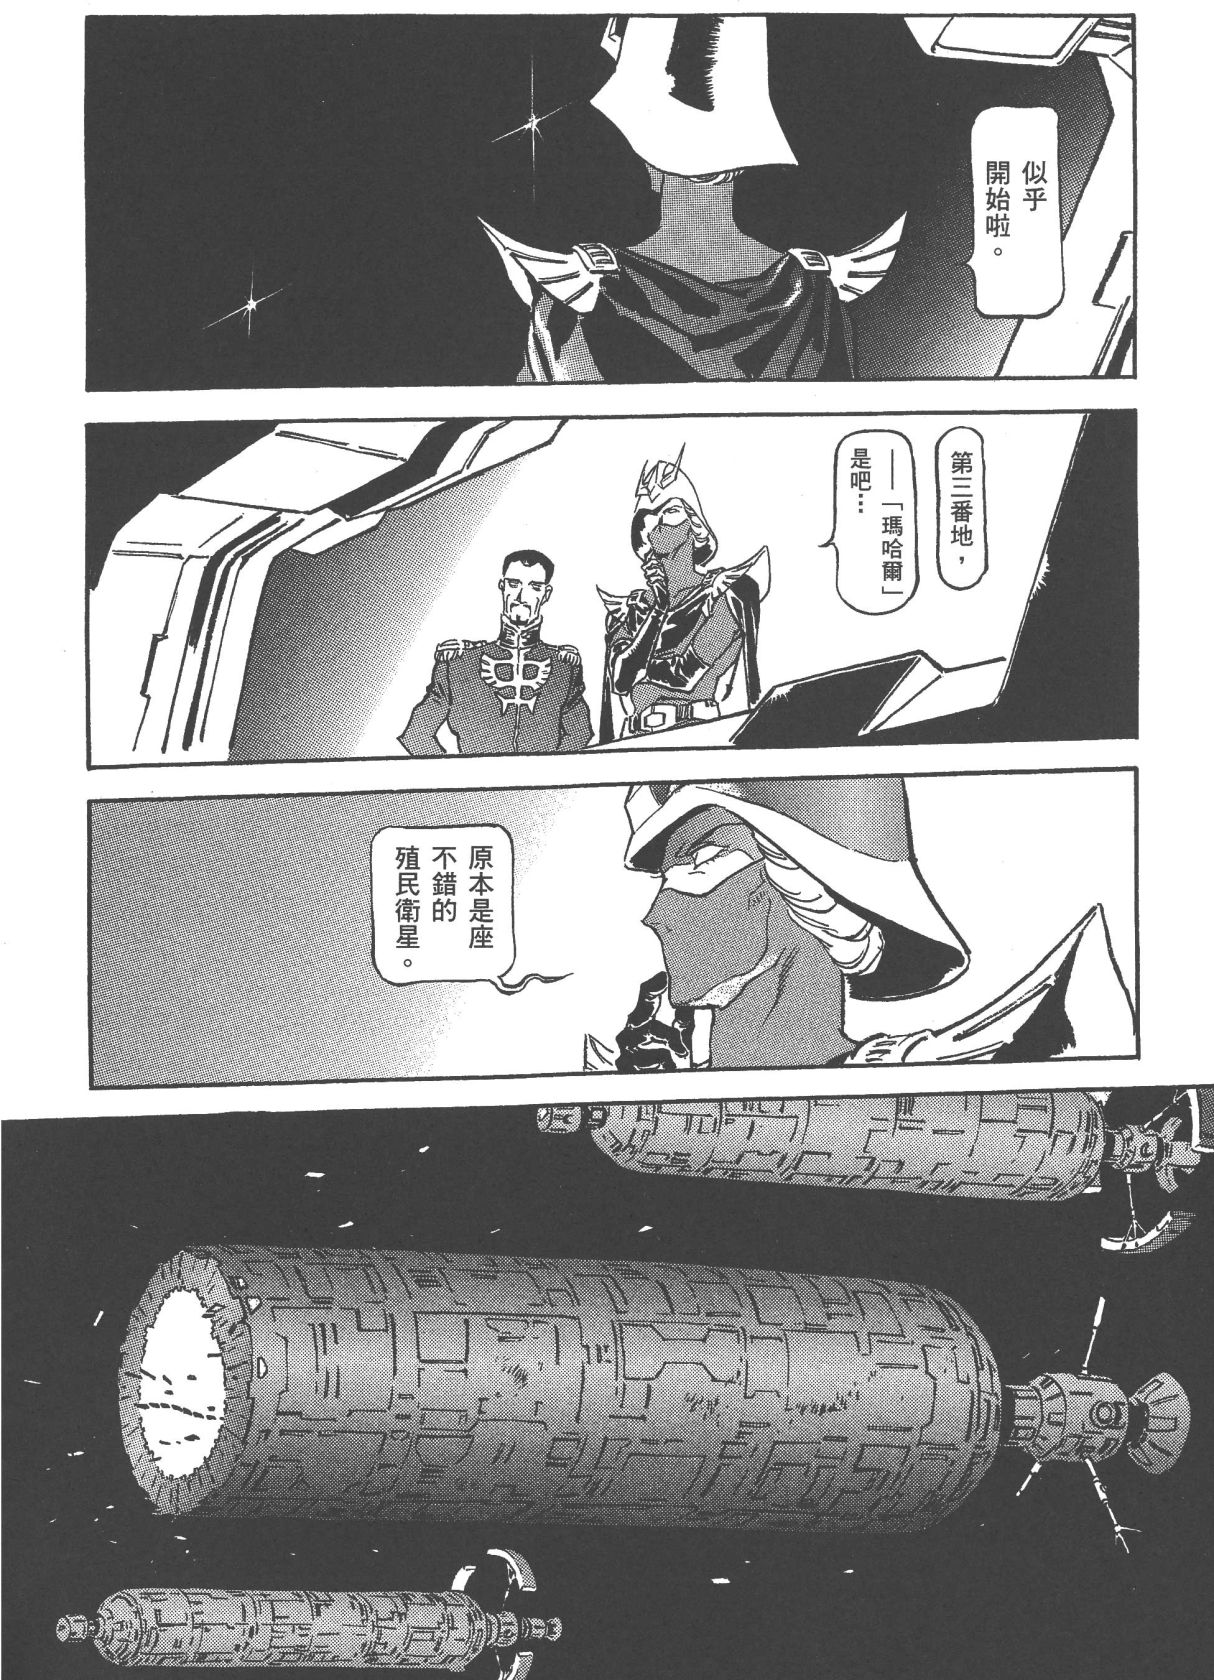 似乎
開始啦。
第三番地，
——「瑪哈爾」
是吧…
原本是座
不錯的
殖民衛星。